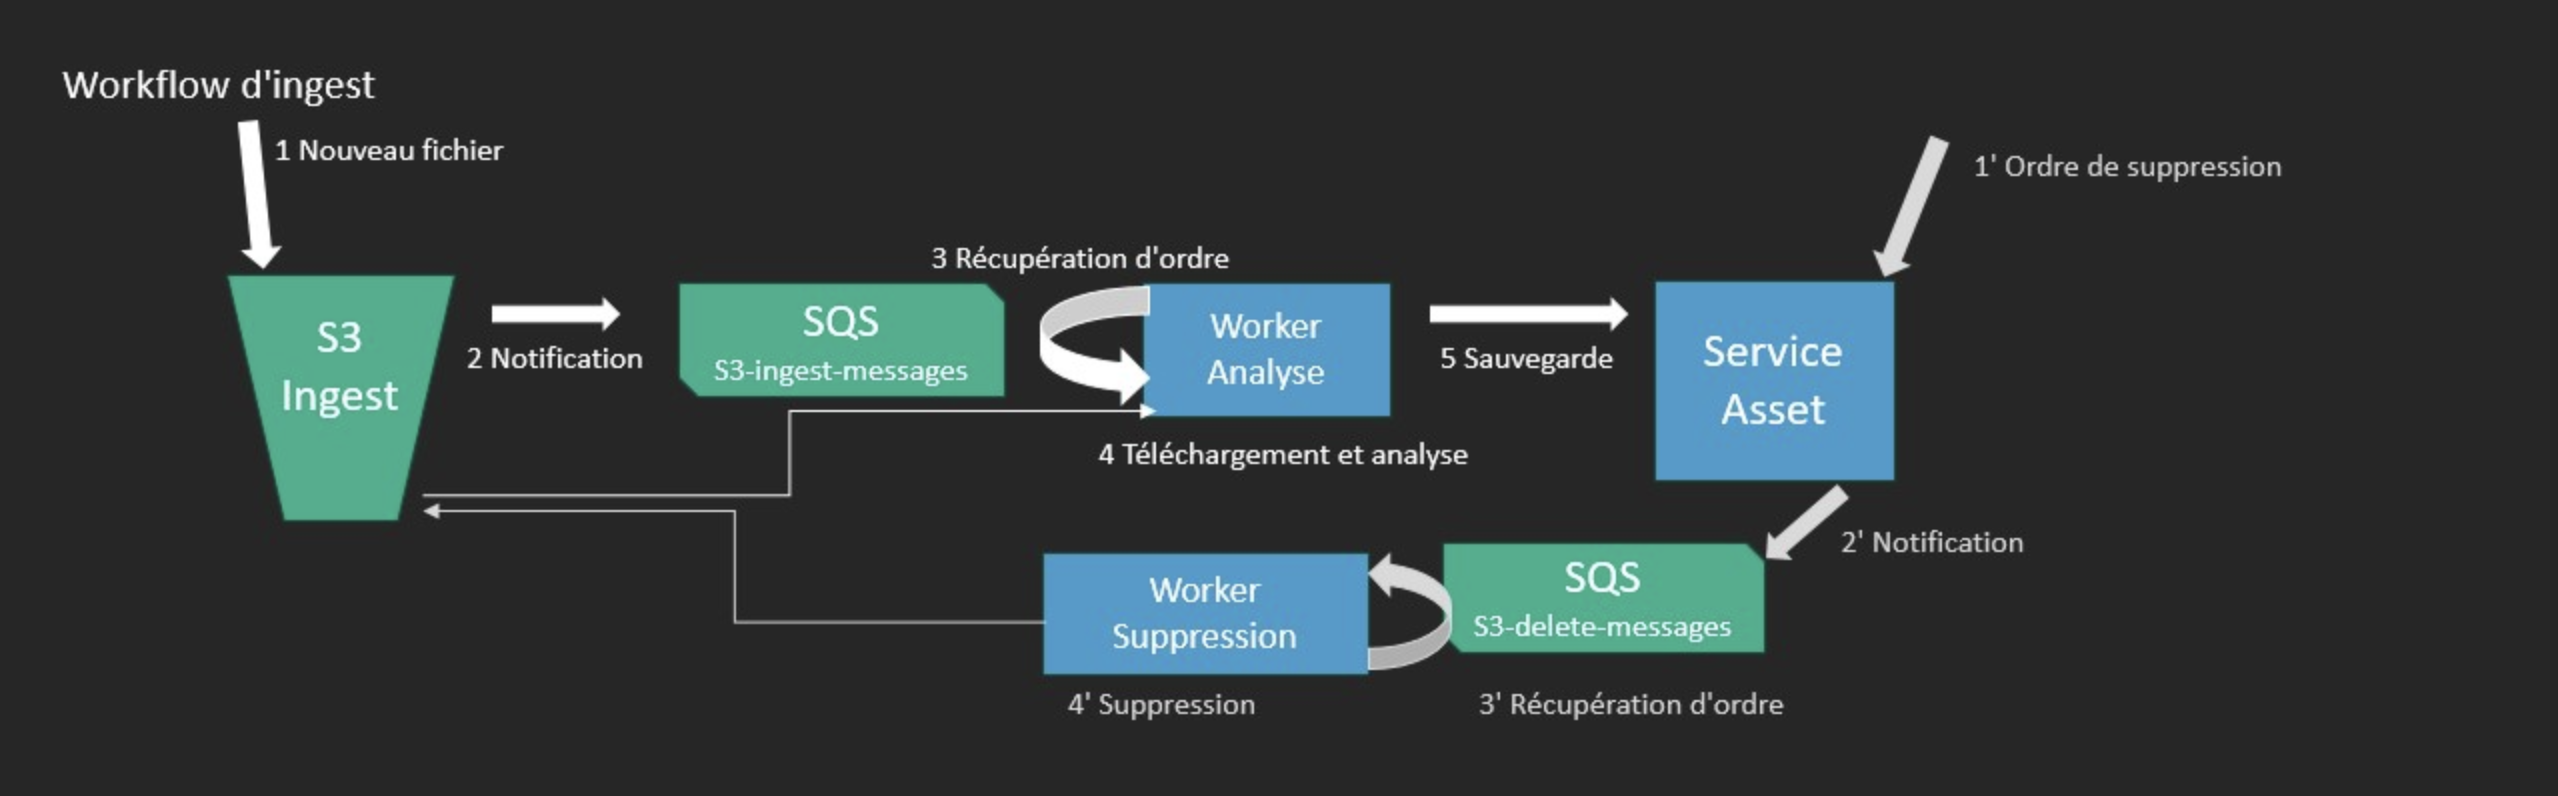 Workflow d'ingest
1 Nouveau fichier
1' Ordre de suppression
3 Récupération d'ordre
S3
Ingest
2 Notification
SQS
S3-ingest-messages
Worker
Analyse
5 Sauvegarde
Service
Asset
4 Téléchargement et analyse
2' Notification
Worker
Suppression
SQS
S3-delete-messages
4' Suppression
3' Récupération d'ordre